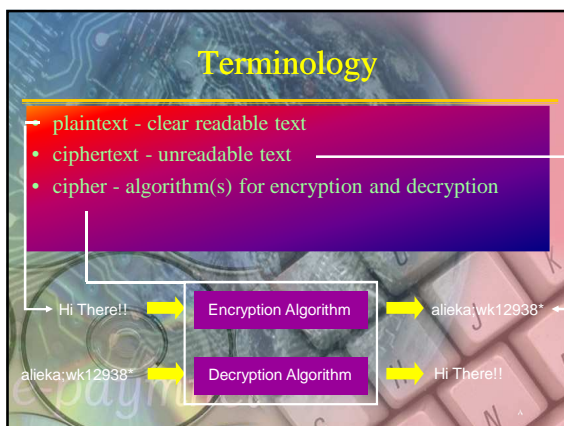 Terminology
• plaintext - clear readable text
• ciphertext - unreadable text
• cipher - algorithm(s) for encryption and decryption
Hi There!! Encryption Algorithm alieka;wk12938*
alieka;wk12938* Decryption Algorithm Hi There!!
e-payme
U
K
J
H
N
A